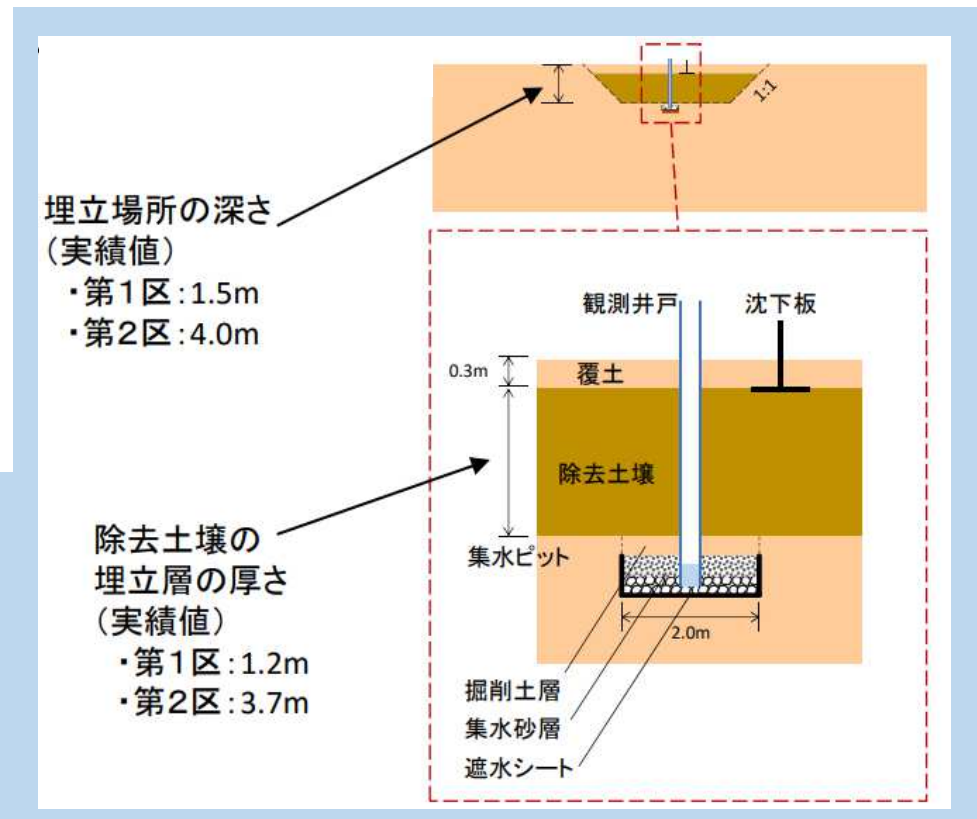 1:1
埋立場所の深さ
（実績値）
・第１区：1.5m
・第２区：4.0m
観測井戸
沈下板
0.3m
覆土
除去土壌
除去土壌の
埋立層の厚さ
（実績値）
・第１区：1.2m
・第２区：3.7m
集水ピット
2.0m
掘削土層
集水砂層
遮水シート